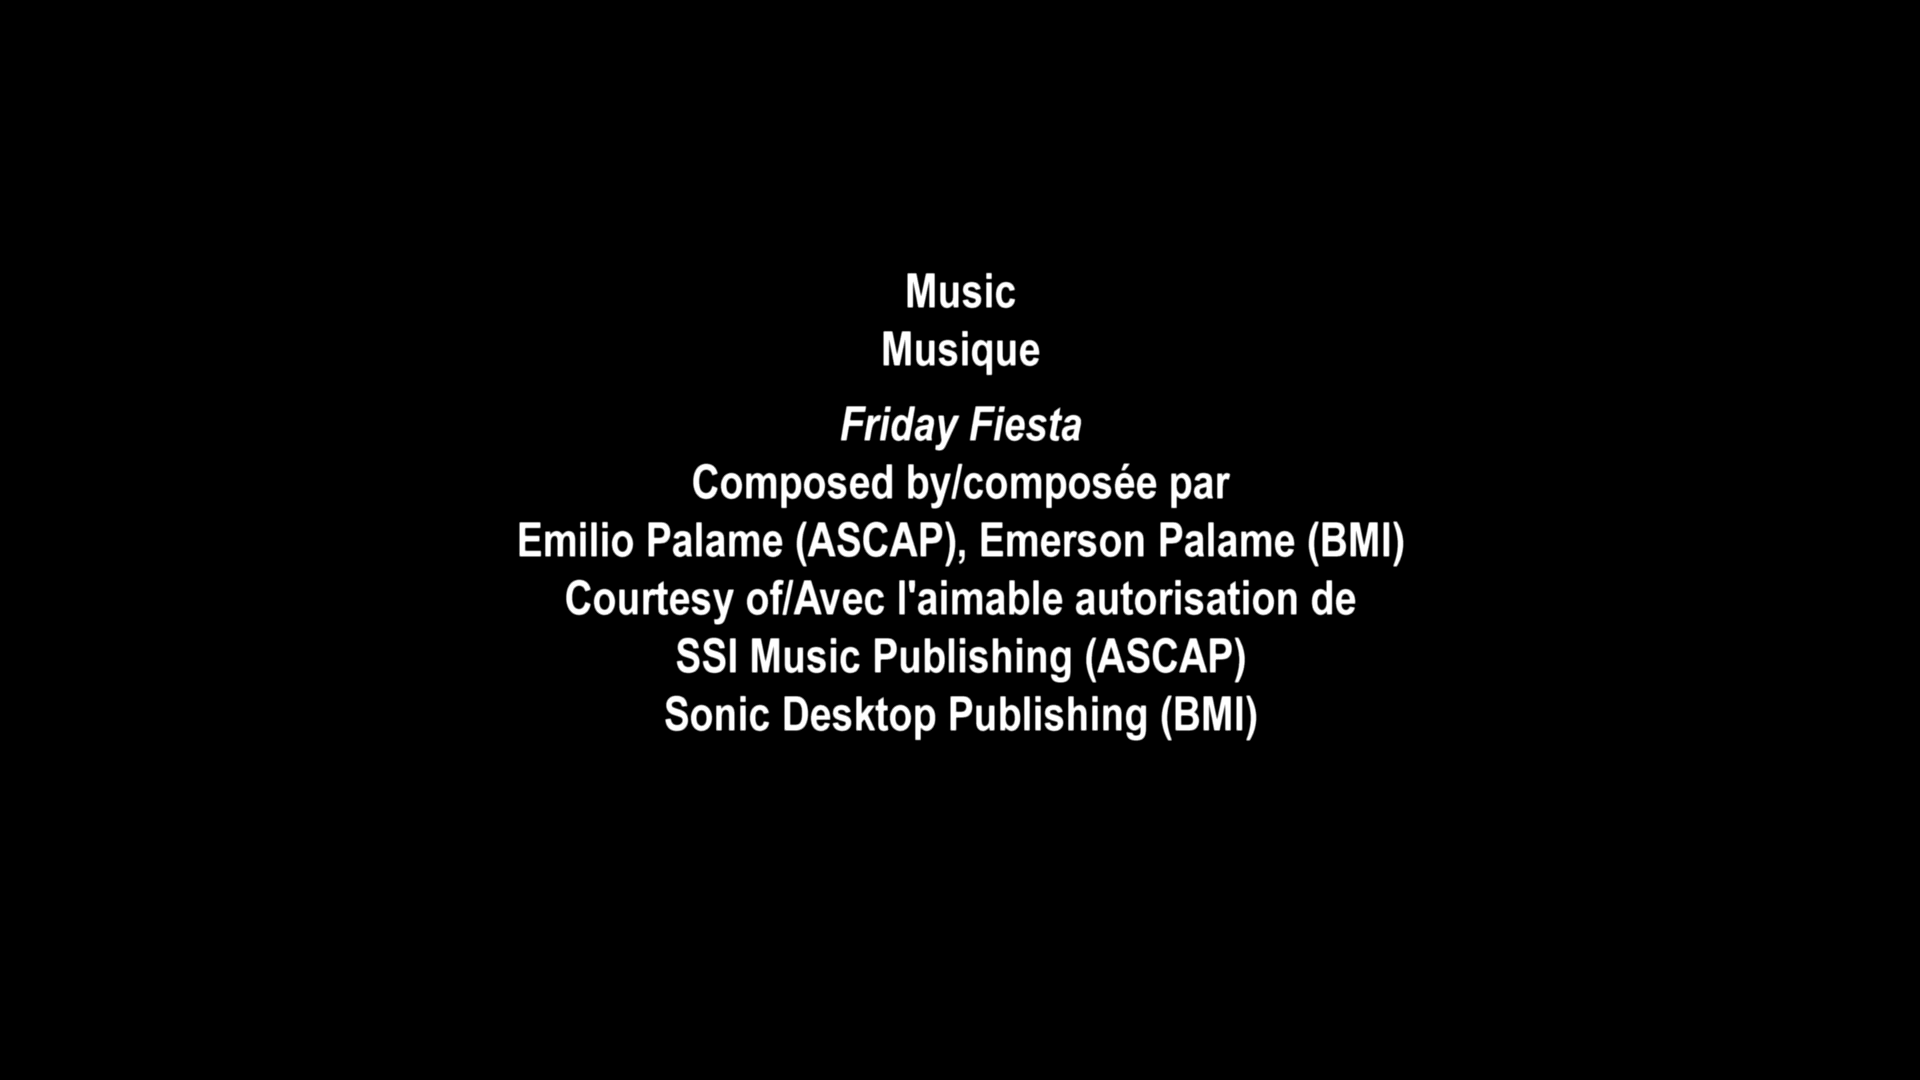 Music
Musique
Friday Fiesta
Composed by/composée par
Emilio Palame (ASCAP), Emerson Palame (BMI)
Courtesy of/Avec l'aimable autorisation de
SSI Music Publishing (ASCAP)
Sonic Desktop Publishing (BMI)